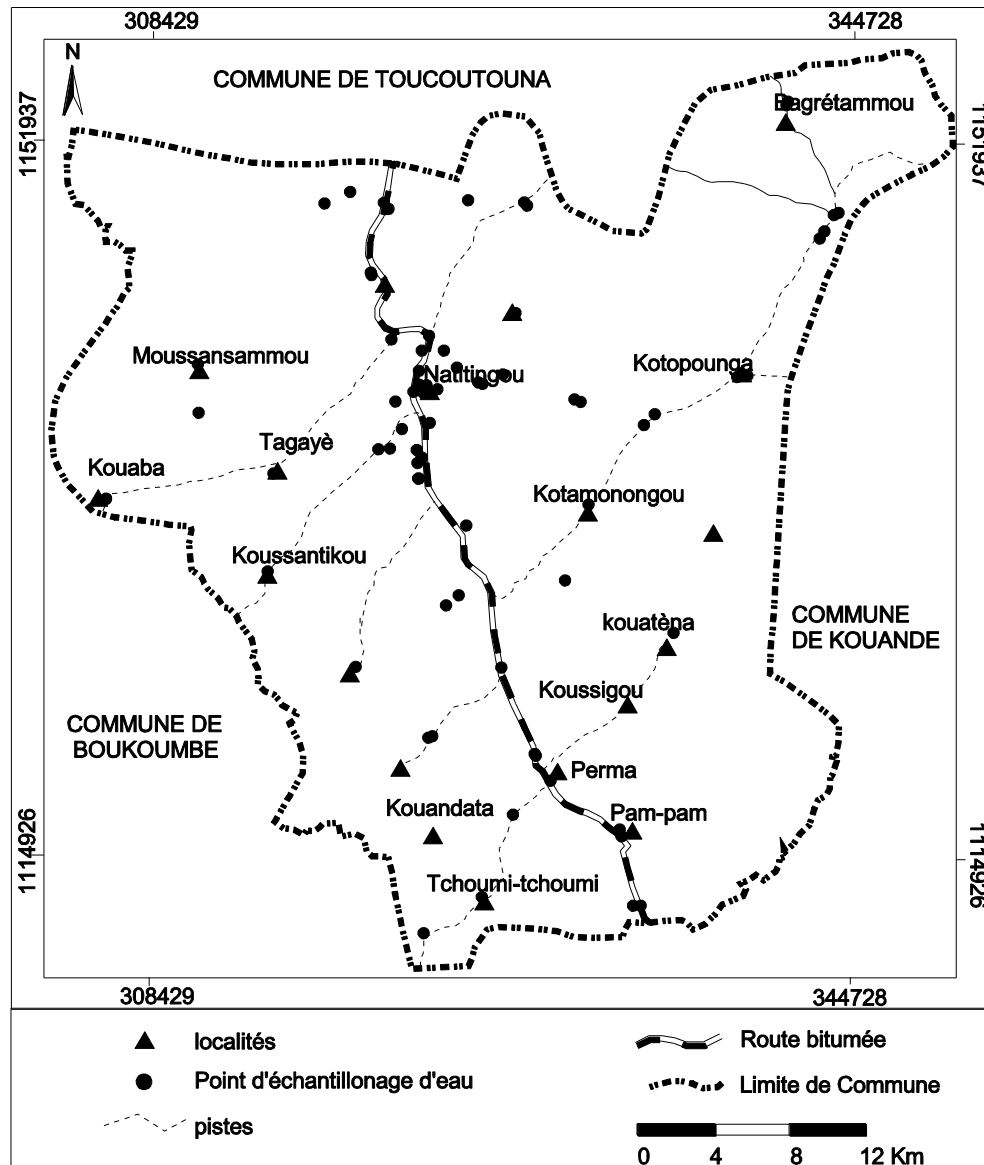 308429
344728
N
COMMUNE DE TOUCOUTOUNA
Bagrétammou
1151937
1151937
Moussansammou
Natitingou
Kotopounga
Tagayè
Kouaba
Kotamonongou
Koussantikou
kouatèna
COMMUNE
DE KOUANDE
Koussigou
COMMUNE DE
BOUKOUMBE
Perma
Kouandata
Pam-pam
1114926
1114926
Tchoumi-tchoumi
308429
344728
localités
Route bitumée
Point d'échantillonage d'eau
Limite de Commune
pistes
0 4 8 12 Km